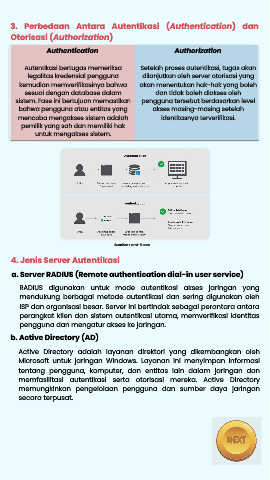 3. Perbedaan Antara Autentikasi (Authentication) dan
Otorisasi (Authorization)
Authentication
Autentikasi bertugas memeriksa
legalitas kredensial pengguna
kemudian memverifikasinya bahwa
sesuai dengan database dalam
sistem. Fase ini bertujuan memastikan
bahwa pengguna atau entitas yang
mencoba mengakses sistem adalah
pemilik yang sah dan memiliki hak
untuk mengakses sistem.
Authorization
Setelah proses autentikasi, tugas akan
dilanjutkan oleh server otorisasi yang
akan menentukan hak-hak yang boleh
dan tidak boleh diakses oleh
pengguna tersebut berdasarkan level
akses masing-masing setelah
identitasnya terverifikasi.
4. Jenis Server Autentikasi
a. Server RADIUS (Remote authentication dial-in user service)
RADIUS digunakan untuk mode autentikasi akses jaringan yang
mendukung berbagai metode autentikasi dan sering digunakan oleh
ISP dan organisasi besar. Server ini bertindak sebagai perantara antara
perangkat klien dan sistem autentikasi utama, memverifikasi identitas
pengguna dan mengatur akses ke jaringan.
b. Active Directory (AD)
Active Directory adalah layanan direktori yang dikembangkan oleh
Microsoft untuk jaringan Windows. Layanan ini menyimpan informasi
tentang pengguna, komputer, dan entitas lain dalam jaringan dan
memfasilitasi autentikasi serta otorisasi mereka. Active Directory
memungkinkan pengelolaan pengguna dan sumber daya jaringan
secara terpusat.
NEXT